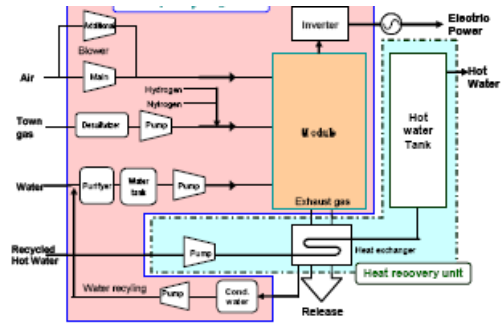 Electric
Power
Inverter
Additional
Blower
Air
Main
Hot
Water
Hydrogen
Nytrogen
Town
gas
Desulfulizer
Pump
Module
Hot
water
Tank
Water
Purifyer
Water
tank
Pump
Exhaust gas
Recycled
Hot Water
Pump
Heat exchanger
Heat recovery unit
Water recyling
Pump
Cond.
water
Release